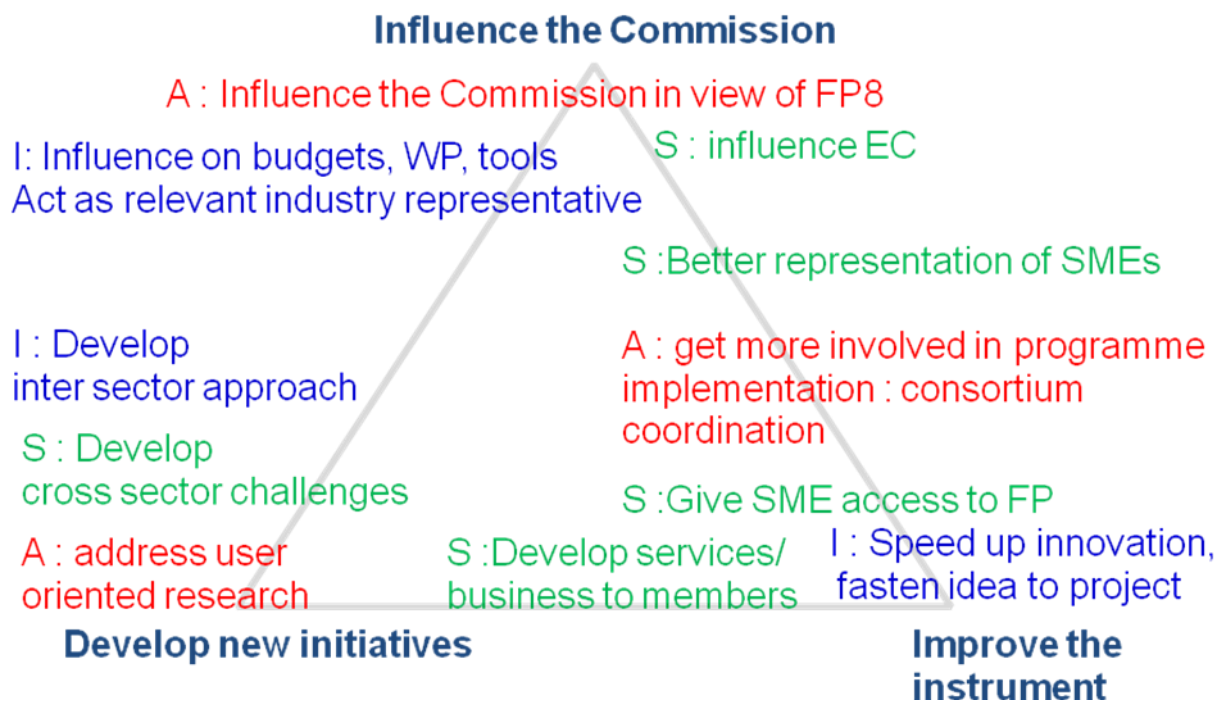 Influence the Commission
A : Influence the Commission in view of FP8
S : influence EC
I: Influence on budgets, WP, tools
Act as relevant industry representative
S :Better representation of SMEs
I : Develop
inter sector approach
A : get more involved in programme
implementation : consortium
coordination
S : Develop
cross sector challenges
S :Give SME access to FP
A : address user
oriented research
S :Develop services/
business to members
I : Speed up innovation,
fasten idea to project
Develop new initiatives
Improve the
instrument